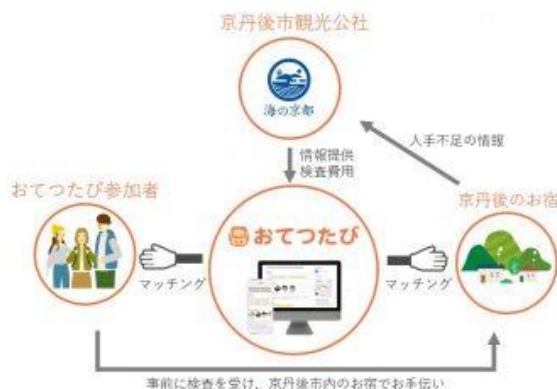 京丹後市観光公社
海の京都
人手不足の情報
情報提供
検査費用
おてつたび参加者
京丹後のお宿
おてつたび
マッチング
マッチング
事前に検査を受け、京丹後市内のお宿でお手伝い